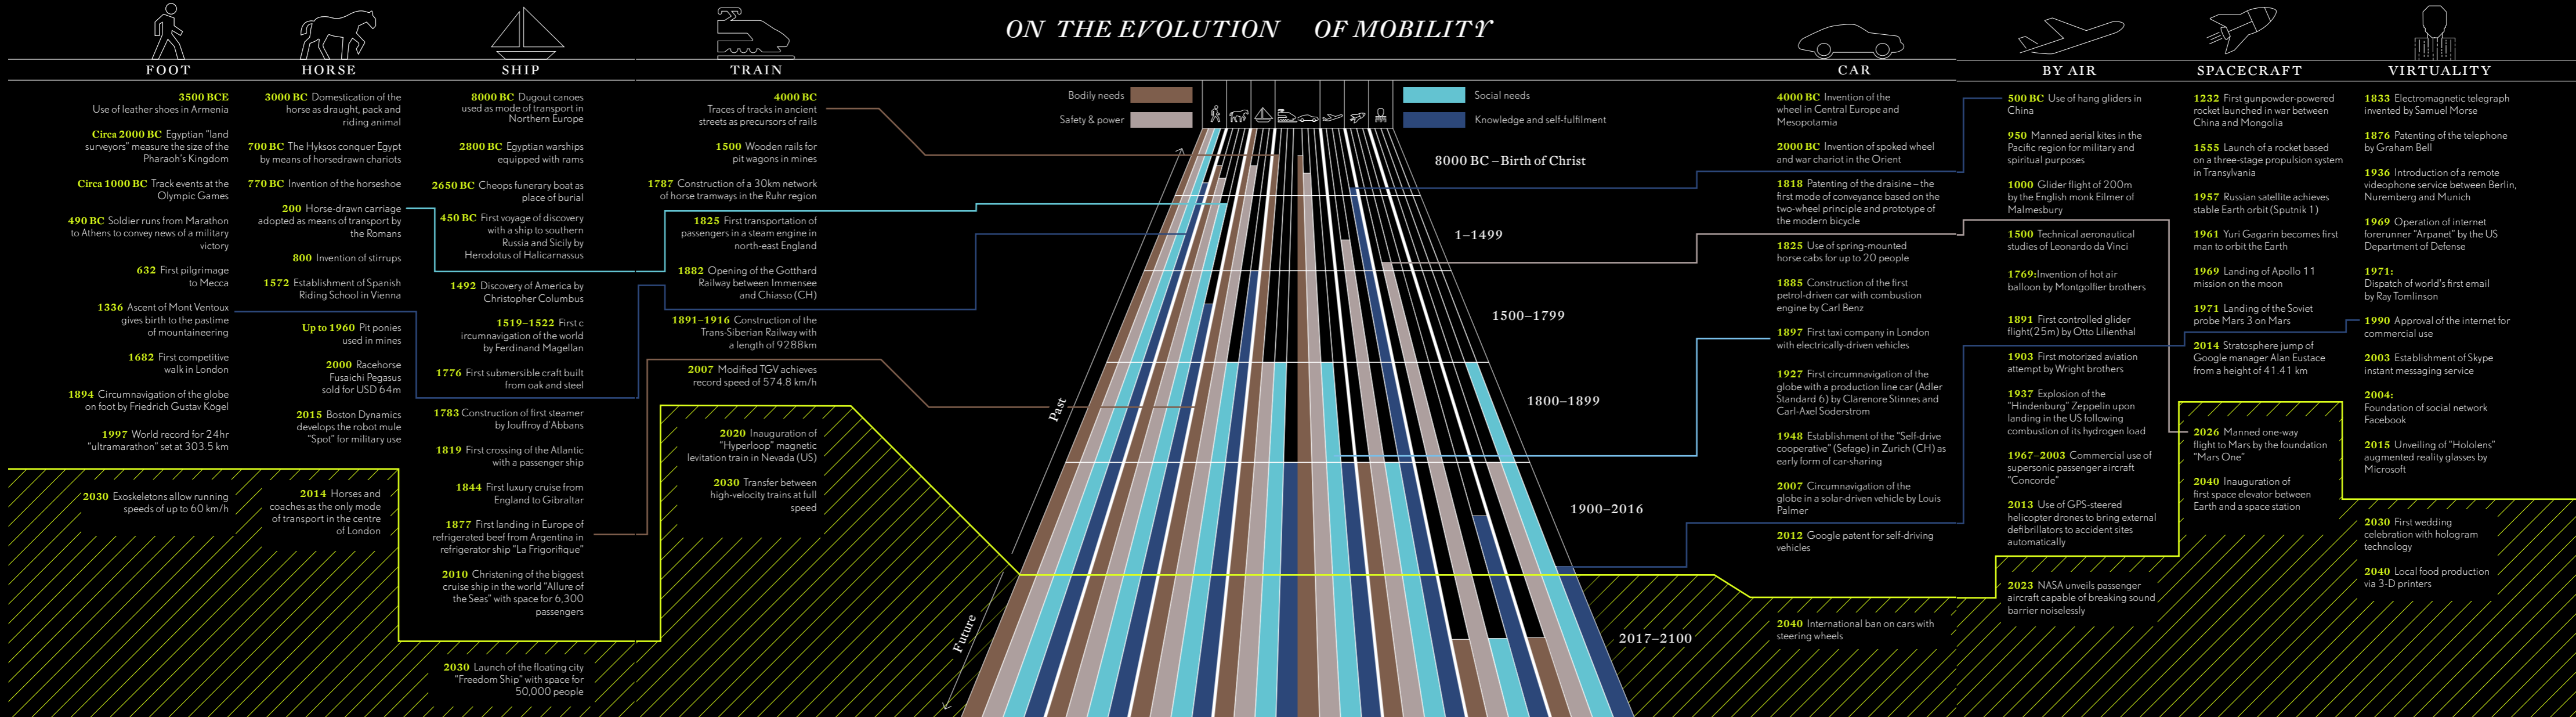 ON THE EVOLUTION OF MOBILITY
FOOT
3500 BCE
Use of leather shoes in Armenia
Circa 2000 BC Egyptian "land
surveyors" measure the size of the
Pharaoh's Kingdom
Circa 1000 BC Track events at the
Olympic Games
490 BC Soldier runs from Marathon
to Athens to convey news of a military
victory
632 First pilgrimage
to Mecca
1336 Ascent of Mont Ventoux
gives birth to the pastime
of mountaineering
1682 First competitive
walk in London
1894 Circumnavigation of the globe
on foot by Friedrich Gustav Kögel
1997 World record for 24hr
"ultramarathon" set at 303.5 km
2030 Exoskeletons allow running
speeds of up to 60 km/h
HORSE
3000 BC Domestication of the
horse as draught, pack and
riding animal
700 BC The Hyksos conquer Egypt
by means of horsedrawn chariots
770 BC Invention of the horseshoe
200 Horse-drawn carriage
adopted as means of transport by
the Romans
800 Invention of stirrups
1572 Establishment of Spanish
Riding School in Vienna
Up to 1960 Pit ponies
used in mines
2000 Racehorse
Fusaichi Pegasus
sold for USD 64m
2015 Boston Dynamics
develops the robot mule
"Spot" for military use
2014 Horses and
coaches as the only mode
of transport in the centre
of London
SHIP
8000 BC Dugout canoes
used as mode of transport in
Northern Europe
2800 BC Egyptian warships
equipped with rams
2650 BC Cheops funerary boat as
place of burial
450 BC First voyage of discovery
with a ship to southern
Russia and Sicily by
Herodotus of Halicarnassus
1492 Discovery of America by
Christopher Columbus
1519–1522 First c
ircumnavigation of the world
by Ferdinand Magellan
1776 First submersible craft built
from oak and steel
1783 Construction of first steamer
by Jouffroy d'Abbans
1819 First crossing of the Atlantic
with a passenger ship
1844 First luxury cruise from
England to Gibraltar
1877 First landing in Europe of
refrigerated beef from Argentina in
refrigerator ship "La Frigorifique"
2010 Christening of the biggest
cruise ship in the world "Allure of
the Seas" with space for 6,300
passengers
2030 Launch of the floating city
"Freedom Ship" with space for
50,000 people
TRAIN
4000 BC
Traces of tracks in ancient
streets as precursors of rails
1500 Wooden rails for
pit wagons in mines
1787 Construction of a 30km network
of horse tramways in the Ruhr region
1825 First transportation of
passengers in a steam engine in
north-east England
1882 Opening of the Gotthard
Railway between Immensee
and Chiasso (CH)
1891–1916 Construction of the
Trans-Siberian Railway with
a length of 9288km
2007 Modified TGV achieves
record speed of 574.8 km/h
2020 Inauguration of
"Hyperloop" magnetic
levitation train in Nevada (US)
2030 Transfer between
high-velocity trains at full
speed
Bodily needs
Safety & power
Social needs
Knowledge and self-fulfilment
8000 BC – Birth of Christ
1–1499
1500–1799
1800–1899
1900–2016
2017–2100
Past
Future
CAR
4000 BC Invention of the
wheel in Central Europe and
Mesopotamia
2000 BC Invention of spoked wheel
and war chariot in the Orient
1818 Patenting of the draisine – the
first mode of conveyance based on the
two-wheel principle and prototype of
the modern bicycle
1825 Use of spring-mounted
horse cabs for up to 20 people
1885 Construction of the first
petrol-driven car with combustion
engine by Carl Benz
1897 First taxi company in London
with electrically-driven vehicles
1927 First circumnavigation of the
globe with a production line car (Adler
Standard 6) by Clärenore Stinnes and
Carl-Axel Söderström
1948 Establishment of the "Self-drive
cooperative" (Sefage) in Zurich (CH) as
early form of car-sharing
2007 Circumnavigation of the
globe in a solar-driven vehicle by Louis
Palmer
2012 Google patent for self-driving
vehicles
2040 International ban on cars with
steering wheels
BY AIR
500 BC Use of hang gliders in
China
950 Manned aerial kites in the
Pacific region for military and
spiritual purposes
1000 Glider flight of 200m
by the English monk Eilmer of
Malmesbury
1500 Technical aeronautical
studies of Leonardo da Vinci
1769:Invention of hot air
balloon by Montgolfier brothers
1891 First controlled glider
flight(25m) by Otto Lilienthal
1903 First motorized aviation
attempt by Wright brothers
1937 Explosion of the
"Hindenburg" Zeppelin upon
landing in the US following
combustion of its hydrogen load
1967–2003 Commercial use of
supersonic passenger aircraft
"Concorde"
2013 Use of GPS-steered
helicopter drones to bring external
defibrillators to accident sites
automatically
2023 NASA unveils passenger
aircraft capable of breaking sound
barrier noiselessly
SPACECRAFT
1232 First gunpowder-powered
rocket launched in war between
China and Mongolia
1555 Launch of a rocket based
on a three-stage propulsion system
in Transylvania
1957 Russian satellite achieves
stable Earth orbit (Sputnik 1)
1961 Yuri Gagarin becomes first
man to orbit the Earth
1969 Landing of Apollo 11
mission on the moon
1971 Landing of the Soviet
probe Mars 3 on Mars
2014 Stratosphere jump of
Google manager Alan Eustace
from a height of 41.41 km
2026 Manned one-way
flight to Mars by the foundation
"Mars One"
2040 Inauguration of
first space elevator between
Earth and a space station
VIRTUALITY
1833 Electromagnetic telegraph
invented by Samuel Morse
1876 Patenting of the telephone
by Graham Bell
1936 Introduction of a remote
videophone service between Berlin,
Nuremberg and Munich
1969 Operation of internet
forerunner "Arpanet" by the US
Department of Defense
1971:
Dispatch of world's first email
by Ray Tomlinson
1990 Approval of the internet for
commercial use
2003 Establishment of Skype
instant messaging service
2004:
Foundation of social network
Facebook
2015 Unveiling of "Hololens"
augmented reality glasses by
Microsoft
2030 First wedding
celebration with hologram
technology
2040 Local food production
via 3-D printers